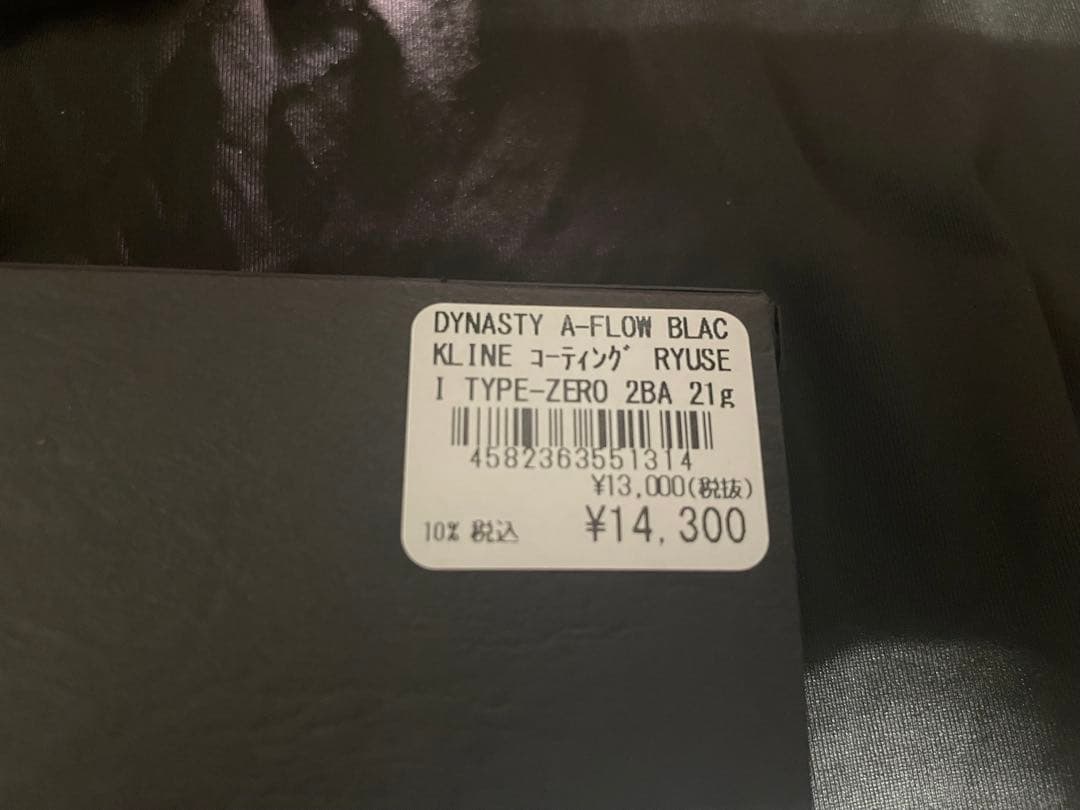 DYNASTY A-FLOW BLAC
KLINE ｺｰﾃｨﾝｸﾞ RYUSE
I TYPE-ZERO 2BA 21g
4582363551314
¥13,000(税抜)
10% 税込 ¥14,300